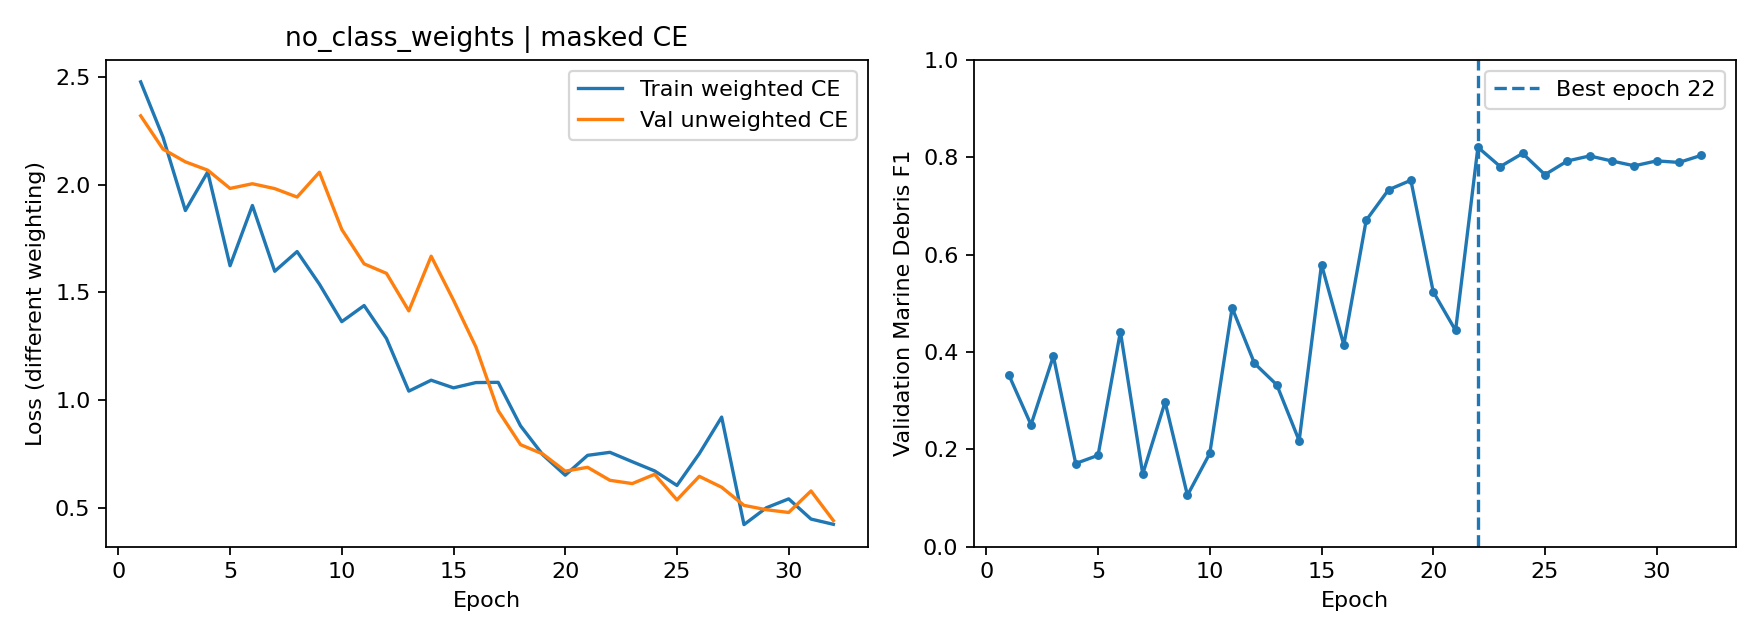 no_class_weights | masked CE
Loss (different weighting)
2.5
2.0
1.5
1.0
0.5
Train weighted CE
Val unweighted CE
0 5 10 15 20 25 30
Epoch
Validation Marine Debris F1
1.0
0.8
0.6
0.4
0.2
0.0
Best epoch 22
0 5 10 15 20 25 30
Epoch